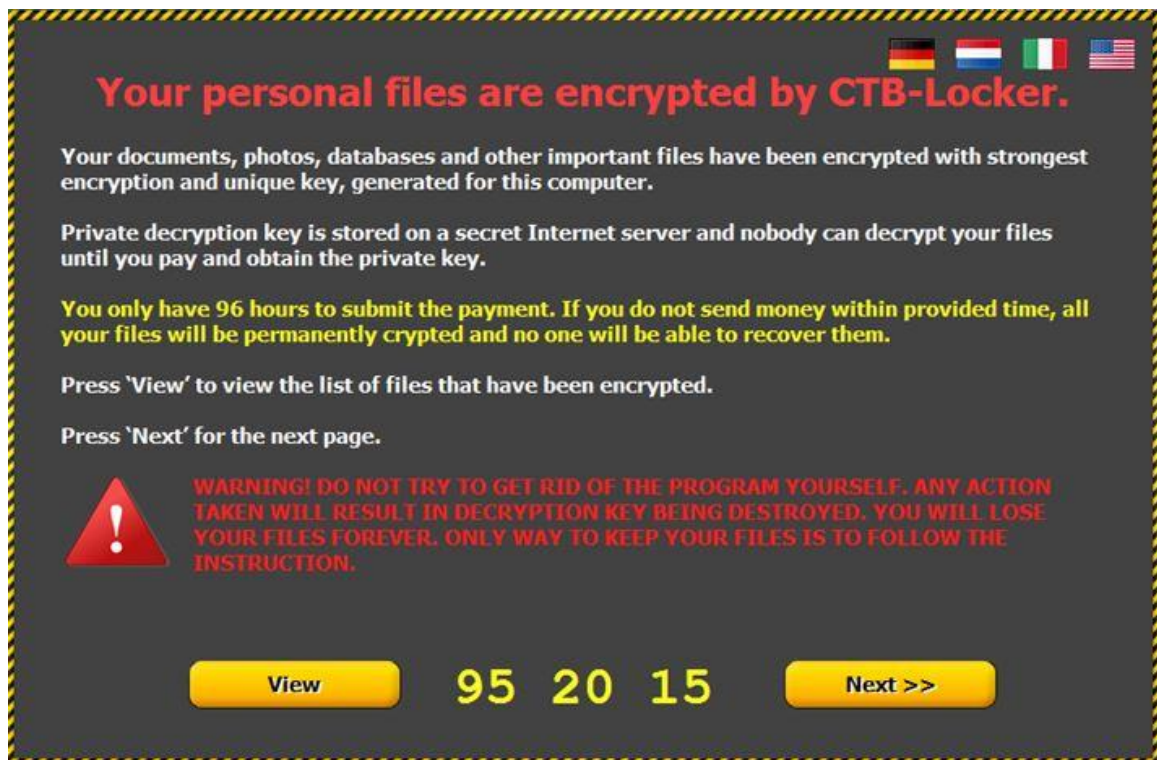 Your personal files are encrypted by CTB-Locker.
Your documents, photos, databases and other important files have been encrypted with strongest
encryption and unique key, generated for this computer.
Private decryption key is stored on a secret Internet server and nobody can decrypt your files
until you pay and obtain the private key.
You only have 96 hours to submit the payment. If you do not send money within provided time, all
your files will be permanently crypted and no one will be able to recover them.
Press `View' to view the list of files that have been encrypted.
Press `Next' for the next page.
WARNING! DO NOT TRY TO GET RID OF THE PROGRAM YOURSELF. ANY ACTION
TAKEN WILL RESULT IN DECRYPTION KEY BEING DESTROYED. YOU WILL LOSE
YOUR FILES FOREVER. ONLY WAY TO KEEP YOUR FILES IS TO FOLLOW THE
INSTRUCTION.
View 95 20 15 Next >>